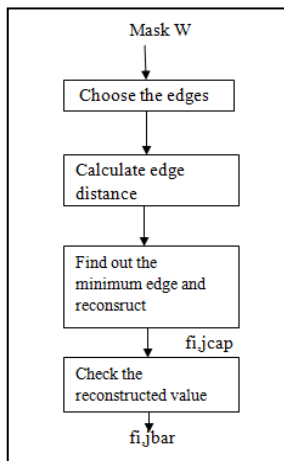 Mask W
Choose the edges
Calculate edge
distance
Find out the
minimum edge and
reconsruct
fi,jcap
Check the
reconstructed value
fi,jbar